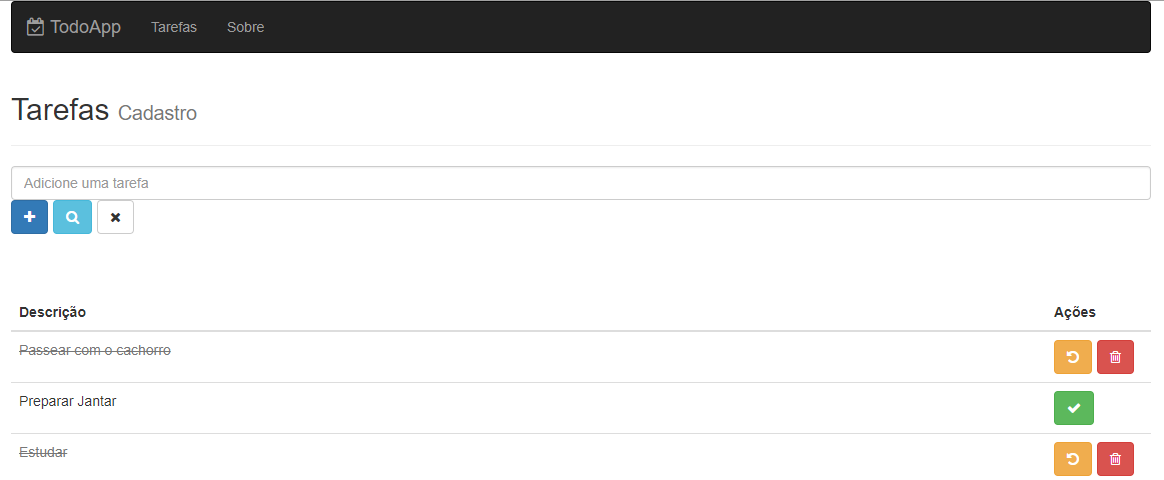 TodoApp Tarefas Sobre
Tarefas Cadastro
Adicione uma tarefa
Descrição Ações
Passear com o cachorro
Preparar Jantar
Estudar